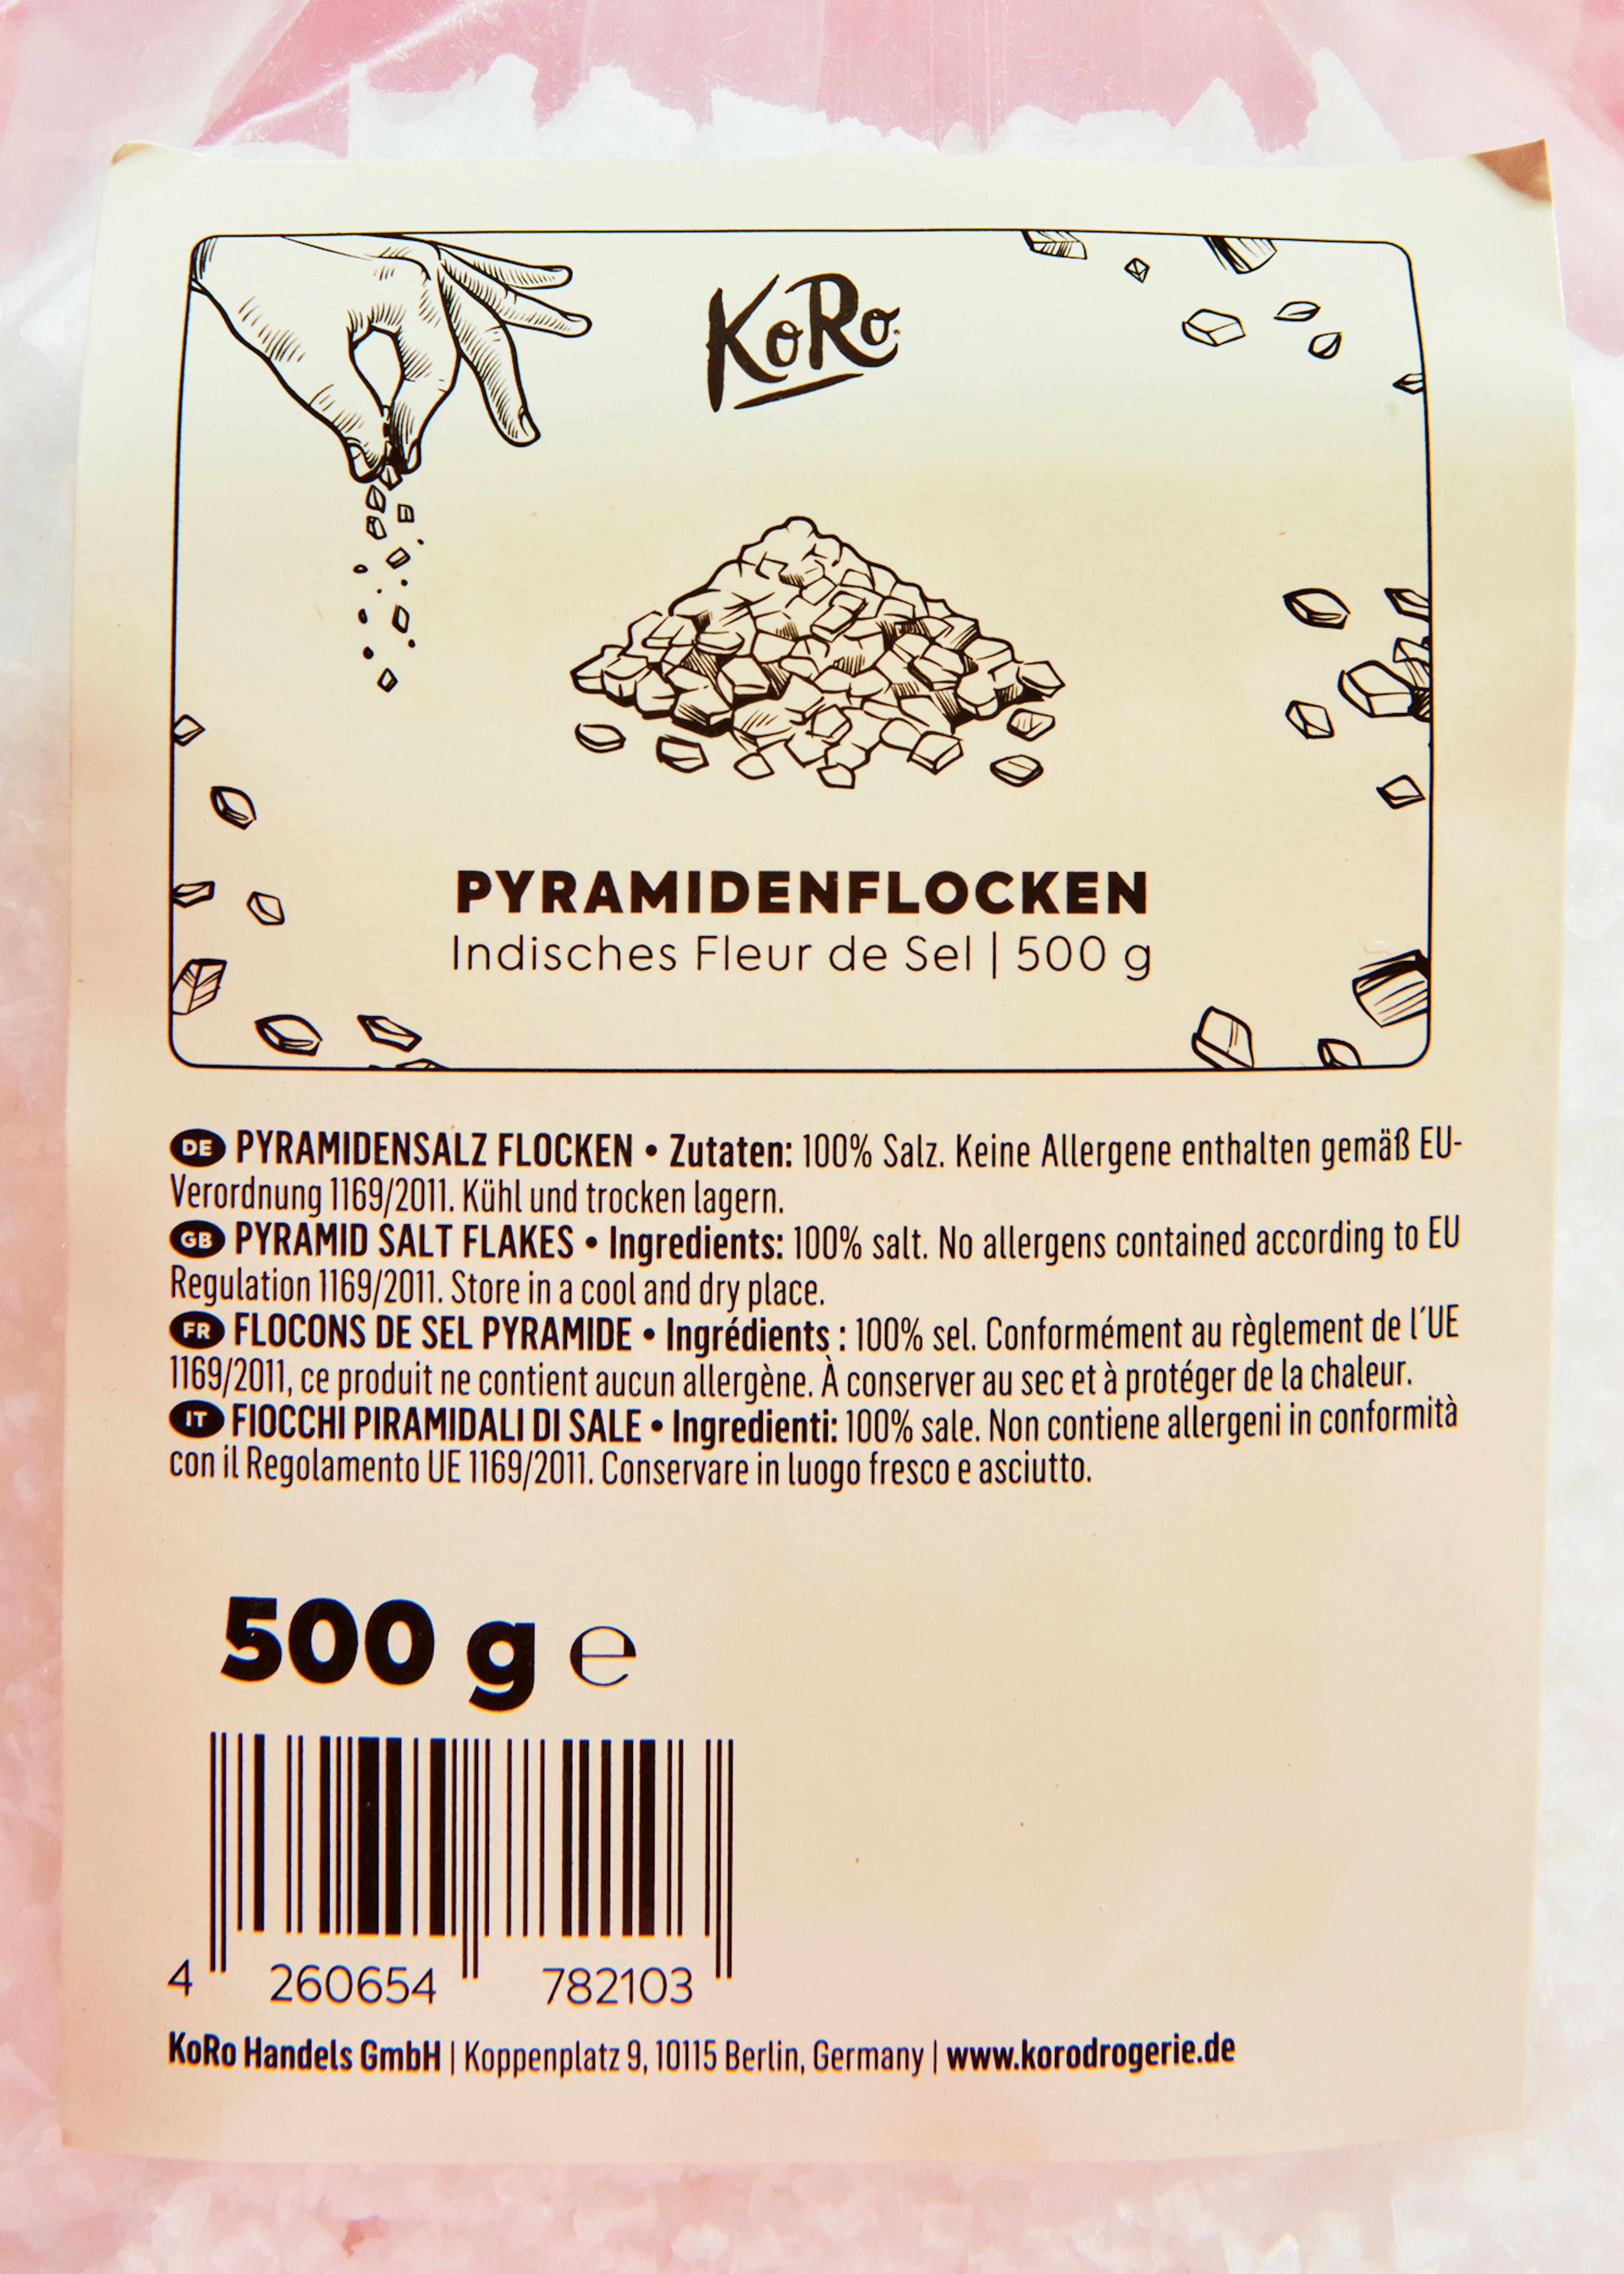 KoRo
PYRAMIDENFLOCKEN
Indisches Fleur de Sel | 500 g
DE PYRAMIDENSALZ FLOCKEN • Zutaten: 100% Salz. Keine Allergene enthalten gemäß EU-
Verordnung 1169/2011. Kühl und trocken lagern.
GB PYRAMID SALT FLAKES • Ingredients: 100% salt. No allergens contained according to EU
Regulation 1169/2011. Store in a cool and dry place.
FR FLOCONS DE SEL PYRAMIDE • Ingrédients : 100% sel. Conformément au règlement de l´UE
1169/2011, ce produit ne contient aucun allergène. À conserver au sec et à protéger de la chaleur.
IT FIOCCHI PIRAMIDALI DI SALE • Ingredienti: 100% sale. Non contiene allergeni in conformità
con il Regolamento UE 1169/2011. Conservare in luogo fresco e asciutto.
500 g ℮
4 260654 782103
KoRo Handels GmbH | Koppenplatz 9, 10115 Berlin, Germany | www.korodrogerie.de